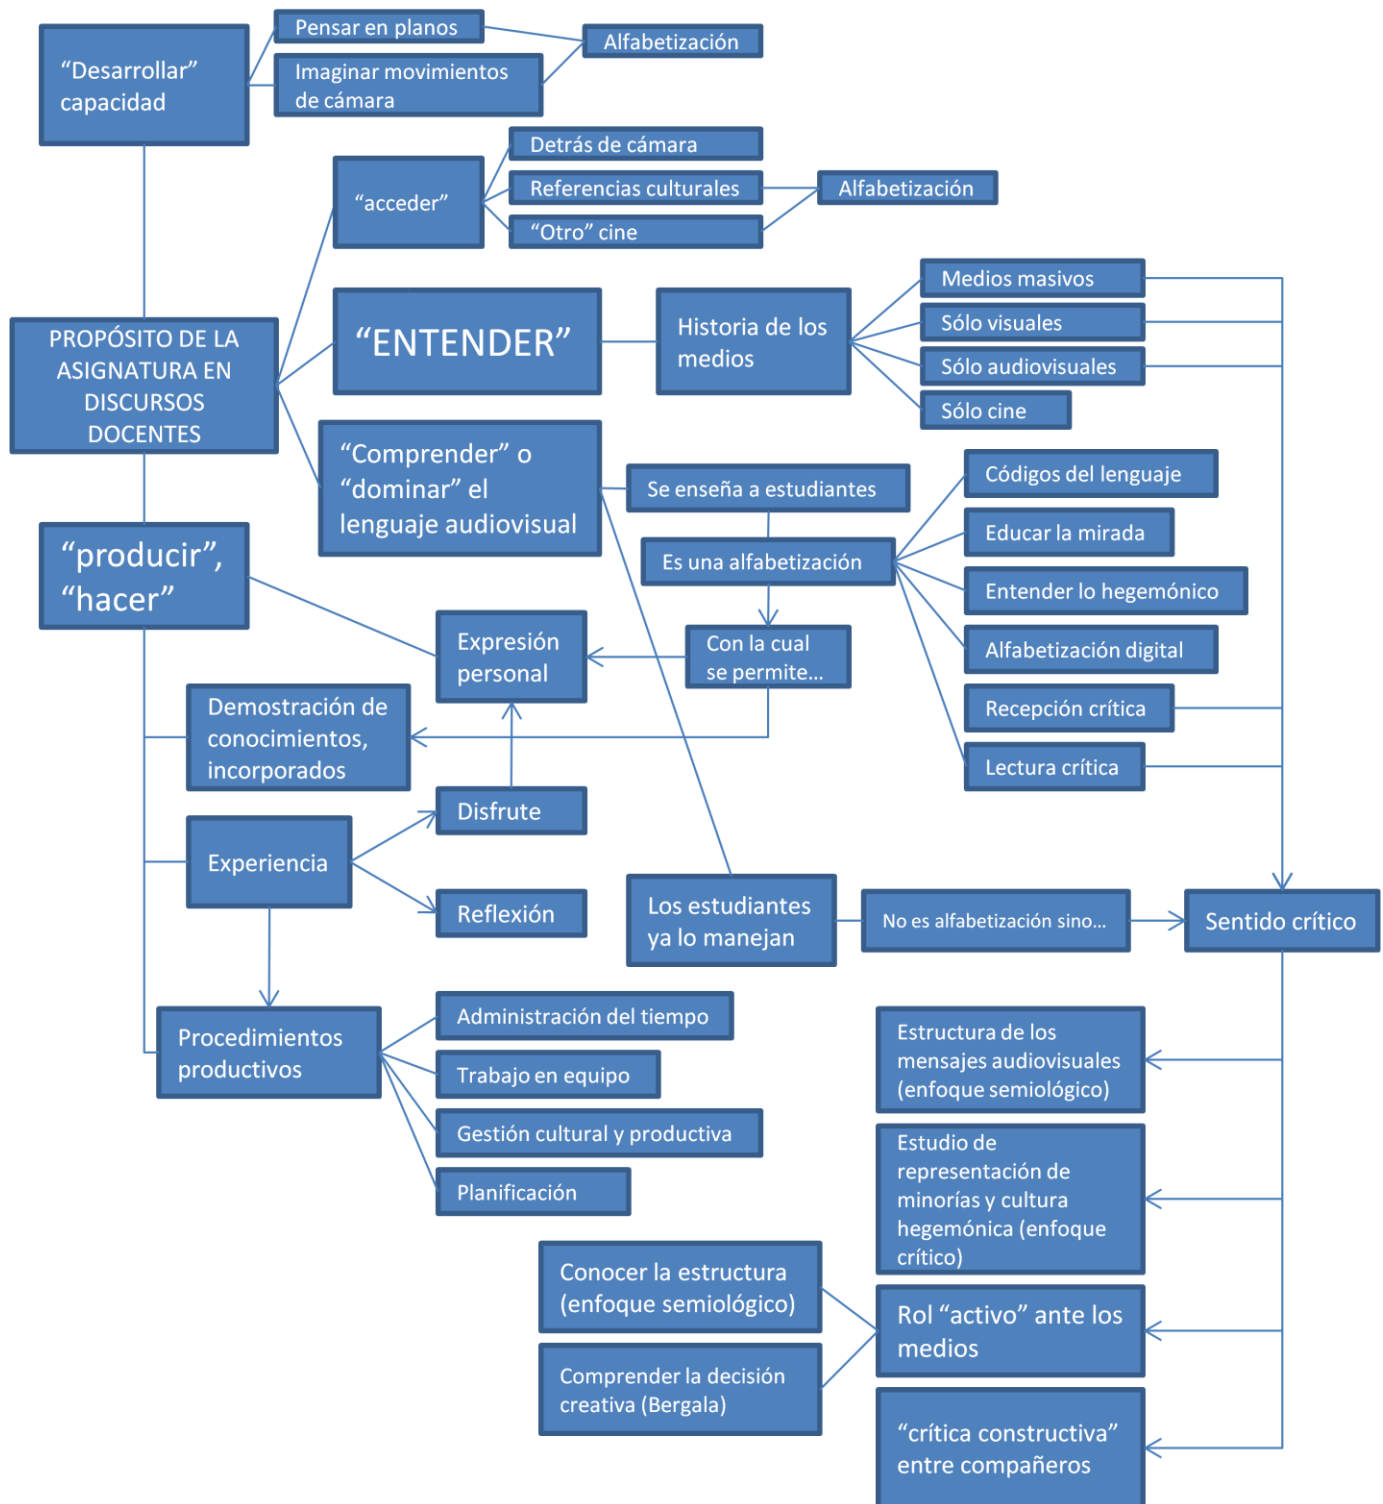 “Desarrollar”
capacidad
Pensar en planos
Imaginar movimientos
de cámara
Alfabetización
“acceder”
Detrás de cámara
Referencias culturales
“Otro” cine
Alfabetización
PROPÓSITO DE LA
ASIGNATURA EN
DISCURSOS
DOCENTES
“ENTENDER”
Historia de los
medios
Medios masivos
Sólo visuales
Sólo audiovisuales
Sólo cine
“Comprender” o
“dominar” el
lenguaje audiovisual
Se enseña a estudiantes
Es una alfabetización
Códigos del lenguaje
Educar la mirada
Entender lo hegemónico
Alfabetización digital
Recepción crítica
Lectura crítica
Con la cual
se permite...
“producir”,
“hacer”
Expresión
personal
Demostración de
conocimientos,
incorporados
Experiencia
Disfrute
Reflexión
Los estudiantes
ya lo manejan
No es alfabetización sino...
Sentido crítico
Procedimientos
productivos
Administración del tiempo
Trabajo en equipo
Gestión cultural y productiva
Planificación
Estructura de los
mensajes audiovisuales
(enfoque semiológico)
Estudio de
representación de
minorías y cultura
hegemónica (enfoque
crítico)
Rol “activo” ante los
medios
Conocer la estructura
(enfoque semiológico)
Comprender la decisión
creativa (Bergala)
“crítica constructiva”
entre compañeros